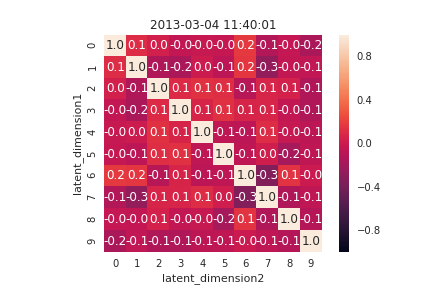 2013-03-04 11:40:01
0 1.0 0.1 0.0 -0.0 -0.0 -0.0 0.2 -0.1 -0.0 -0.2
1 0.1 1.0 -0.1 -0.2 0.0 -0.1 0.2 -0.3 -0.0 -0.1
2 0.0 -0.1 1.0 0.1 0.1 0.1 -0.1 0.1 0.1 -0.1
3 -0.0 -0.2 0.1 1.0 0.1 0.1 0.1 0.1 -0.0 -0.1
4 -0.0 0.0 0.1 0.1 1.0 -0.1 -0.1 0.1 -0.0 -0.1
5 -0.0 -0.1 0.1 0.1 -0.1 1.0 -0.1 0.0 -0.2 -0.1
6 0.2 0.2 -0.1 0.1 -0.1 -0.1 1.0 -0.3 0.1 -0.0
7 -0.1 -0.3 0.1 0.1 0.1 0.0 -0.3 1.0 -0.1 -0.1
8 -0.0 -0.0 0.1 -0.0 -0.0 -0.2 0.1 -0.1 1.0 -0.1
9 -0.2 -0.1 -0.1 -0.1 -0.1 -0.1 -0.0 -0.1 -0.1 1.0
0 1 2 3 4 5 6 7 8 9
latent_dimension1
latent_dimension2
0.8
0.4
0.0
-0.4
-0.8